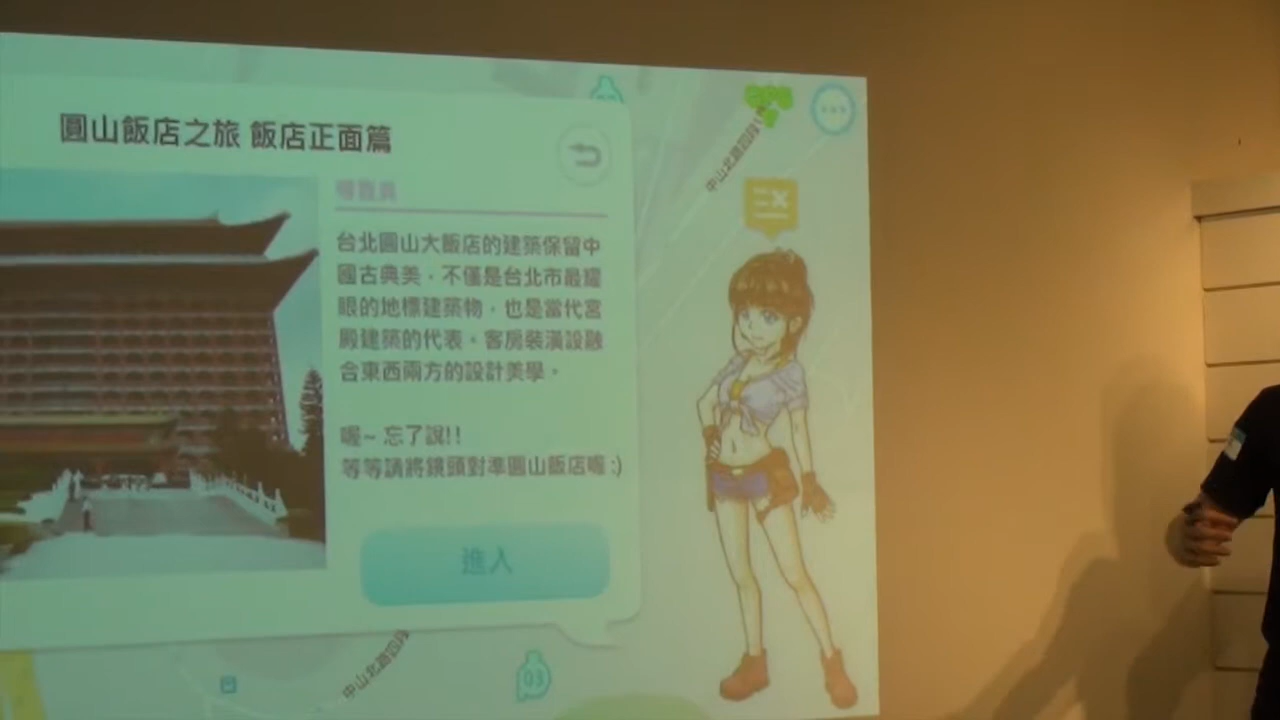 圓山飯店之旅 飯店正面篇
台北圓山大飯店的建築保留中
國古典美，不僅是台北市最耀
眼的地標建築物，也是當代宮
殿建築的代表。客房裝潢設融
合東西兩方的設計美學。
喔~ 忘了說!!
等等請將鏡頭對準圓山飯店喔 :)
進入
中山北路四段
中山北路四段
03